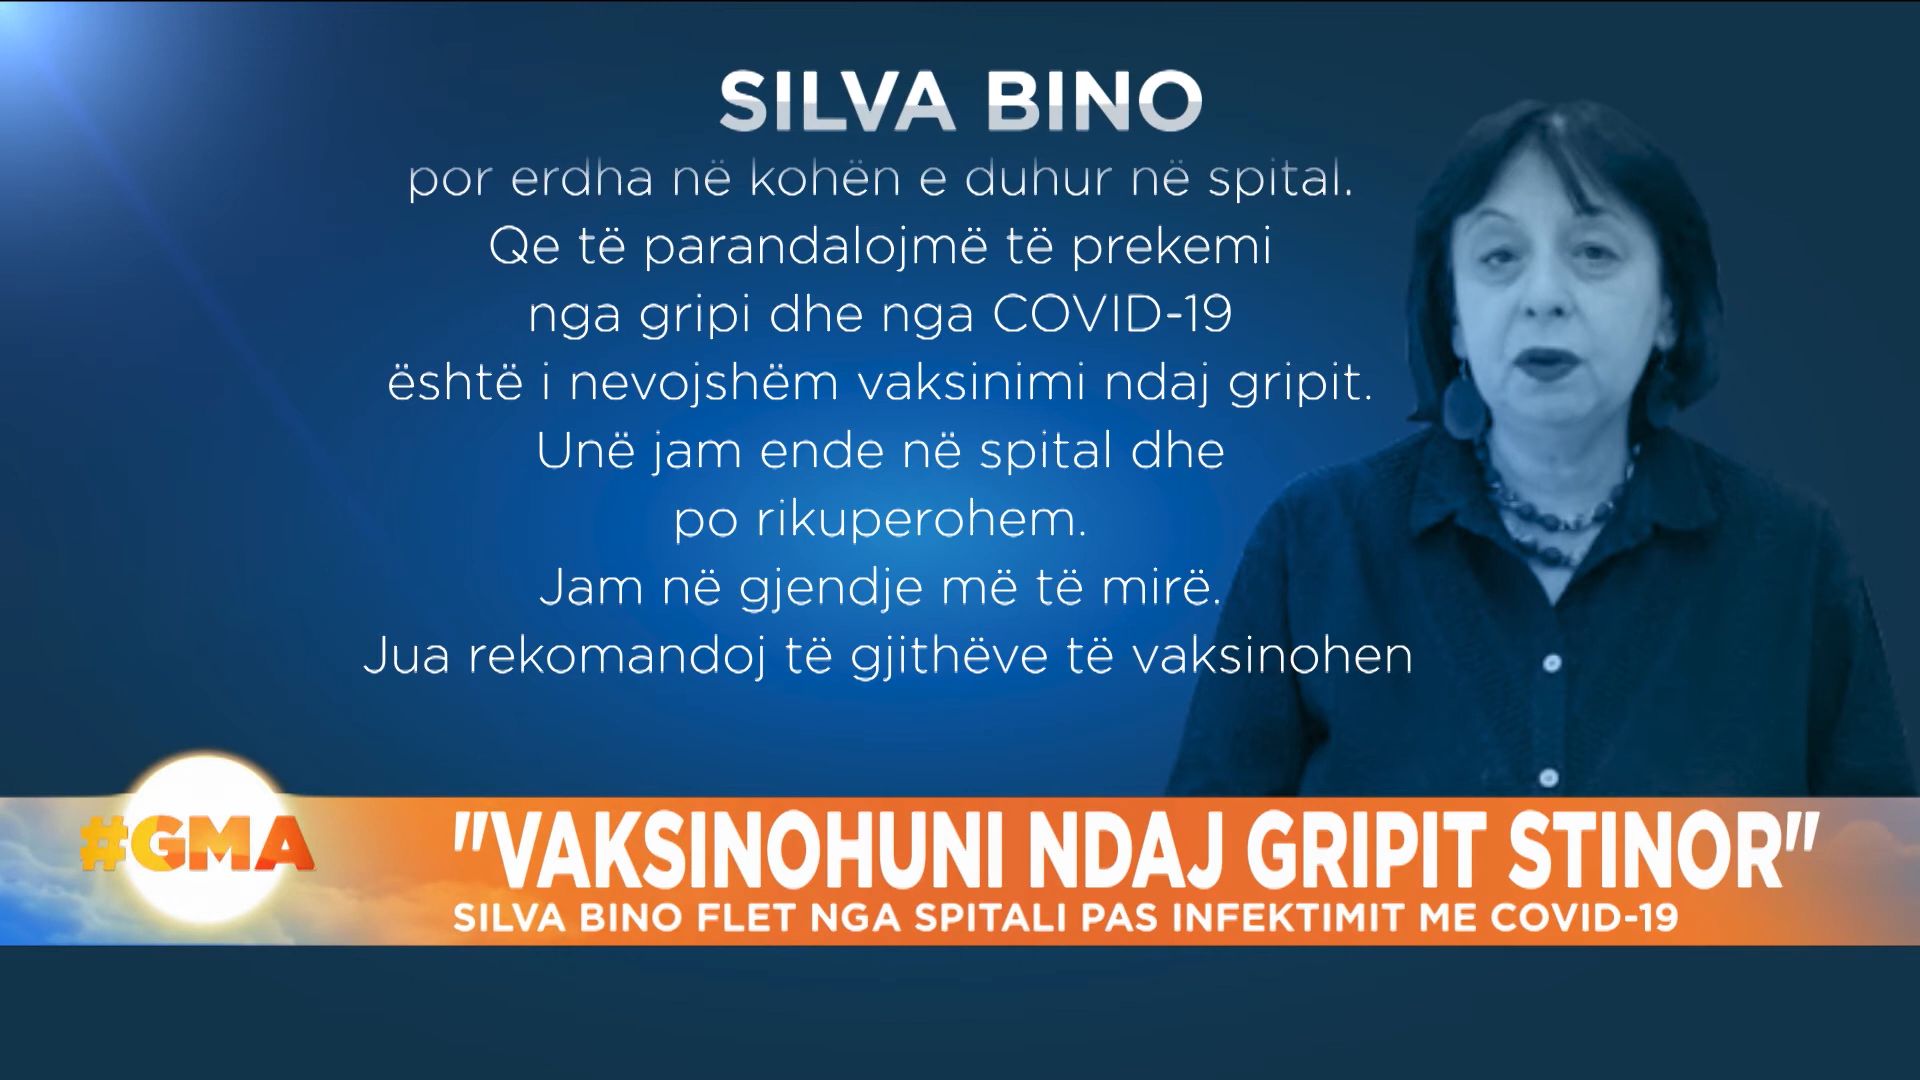 SILVA BINO
por erdha në kohën e duhur në spital.
Qe të parandalojmë të prekemi
nga gripi dhe nga COVID-19
është i nevojshëm vaksinimi ndaj gripit.
Unë jam ende në spital dhe
po rikuperohem.
Jam në gjendje më të mirë.
Jua rekomandoj të gjithëve të vaksinohen
#GMA
"VAKSINOHUNI NDAJ GRIPIT STINOR"
SILVA BINO FLET NGA SPITALI PAS INFEKTIMIT ME COVID-19